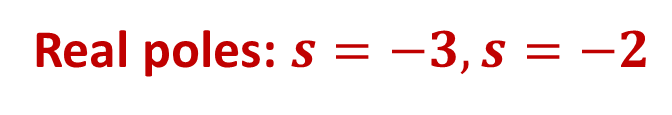 Real poles: s = −3, s = −2